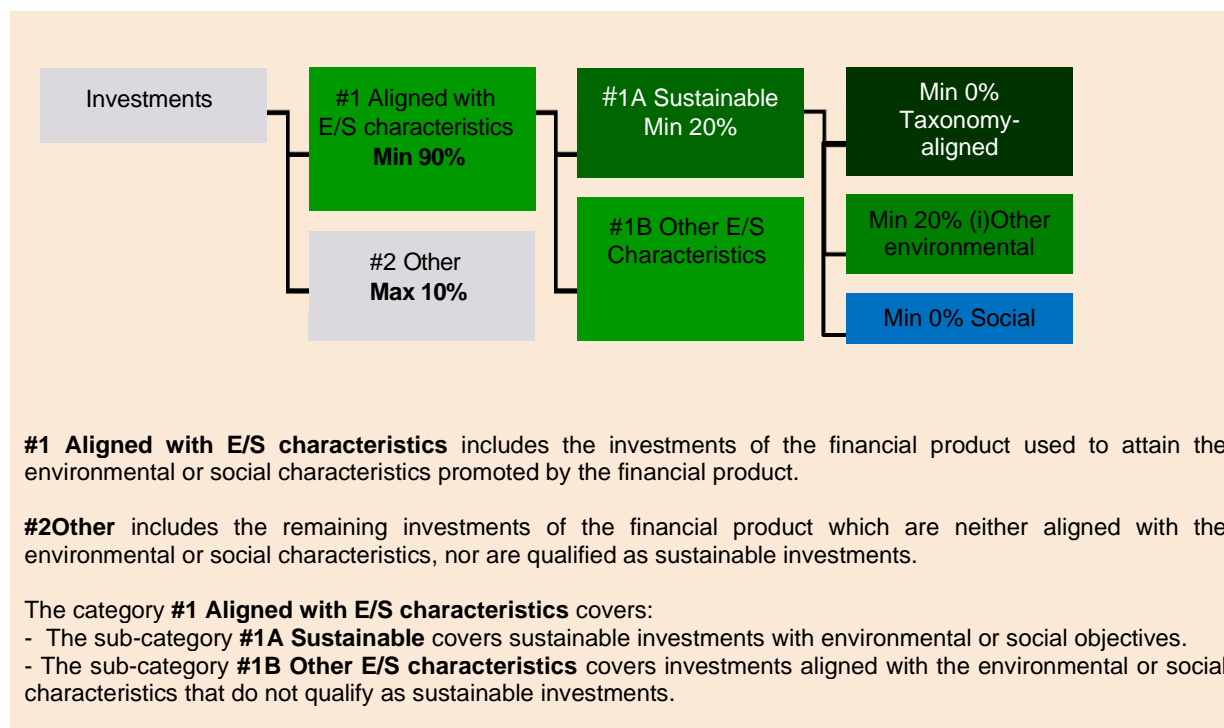 Investments
#1 Aligned with
E/S characteristics
Min 90%
#2 Other
Max 10%
#1A Sustainable
Min 20%
#1B Other E/S
Characteristics
Min 0%
Taxonomy-
aligned
Min 20% (i)Other
environmental
Min 0% Social
#1 Aligned with E/S characteristics includes the investments of the financial product used to attain the
environmental or social characteristics promoted by the financial product.
#2Other includes the remaining investments of the financial product which are neither aligned with the
environmental or social characteristics, nor are qualified as sustainable investments.
The category #1 Aligned with E/S characteristics covers:
- The sub-category #1A Sustainable covers sustainable investments with environmental or social objectives.
- The sub-category #1B Other E/S characteristics covers investments aligned with the environmental or social
characteristics that do not qualify as sustainable investments.